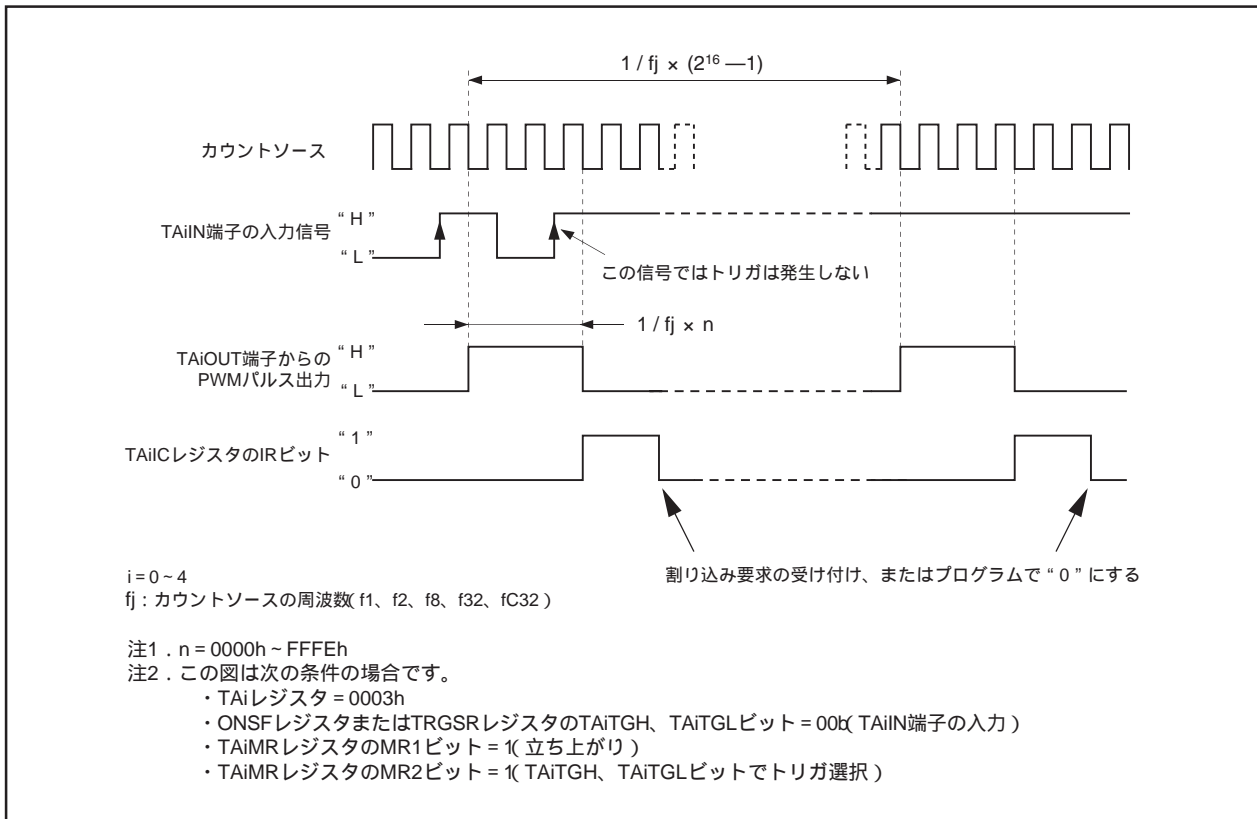 1 / fj × (2¹⁶ —1)
カウントソース
TAiIN端子の入力信号
“ H ”
“ L ”
この信号ではトリガは発生しない
1 / fj × n
TAiOUT端子からの
PWMパルス出力
“ H ”
“ L ”
TAiICレジスタのIRビット
“ 1 ”
“ 0 ”
割り込み要求の受け付け、またはプログラムで “ 0 ” にする
i = 0 ~ 4
fj : カウントソースの周波数( f1、f2、f8、f32、fC32 )
注1 . n = 0000h ~ FFFEh
注2 . この図は次の条件の場合です。
・TAiレジスタ = 0003h
・ONSFレジスタまたはTRGSRレジスタのTAiTGH、TAiTGLビット = 00b( TAiIN端子の入力 )
・TAiMRレジスタのMR1ビット = 1( 立ち上がり )
・TAiMRレジスタのMR2ビット = 1( TAiTGH、TAiTGLビットでトリガ選択 )